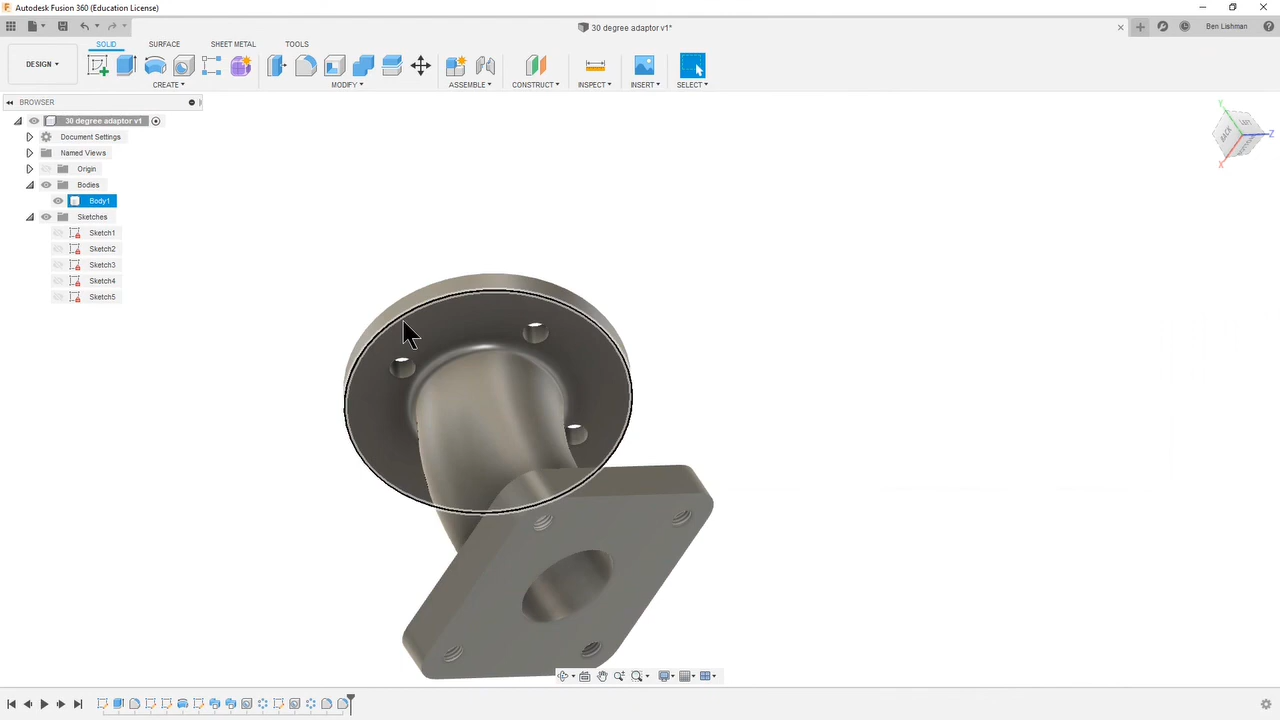 Autodesk Fusion 360 (Education License)
30 degree adaptor v1*
Ben Lishman
SOLID SURFACE SHEET METAL TOOLS
DESIGN
CREATE MODIFY ASSEMBLE CONSTRUCT INSPECT INSERT SELECT
BROWSER
30 degree adaptor v1
Document Settings
Named Views
Origin
Bodies
Body1
Sketches
Sketch1
Sketch2
Sketch3
Sketch4
Sketch5
Y
LEFT
BACK
Z
X